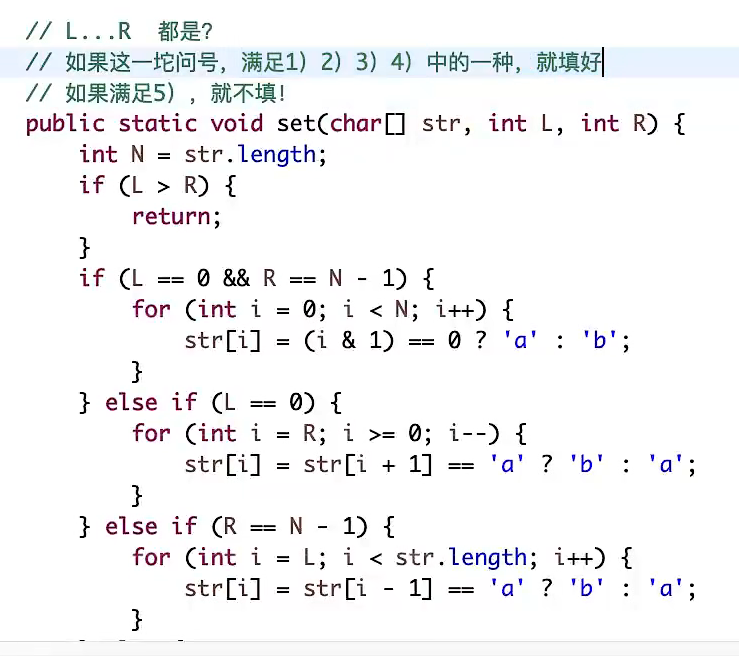 // L...R 都是?
// 如果这一坨问号，满足1）2）3）4）中的一种，就填好
// 如果满足5），就不填!
public static void set(char[] str, int L, int R) {
    int N = str.length;
    if (L > R) {
        return;
    }
    if (L == 0 && R == N - 1) {
        for (int i = 0; i < N; i++) {
            str[i] = (i & 1) == 0 ? 'a' : 'b';
        }
    } else if (L == 0) {
        for (int i = R; i >= 0; i--) {
            str[i] = str[i + 1] == 'a' ? 'b' : 'a';
        }
    } else if (R == N - 1) {
        for (int i = L; i < str.length; i++) {
            str[i] = str[i - 1] == 'a' ? 'b' : 'a';
        }